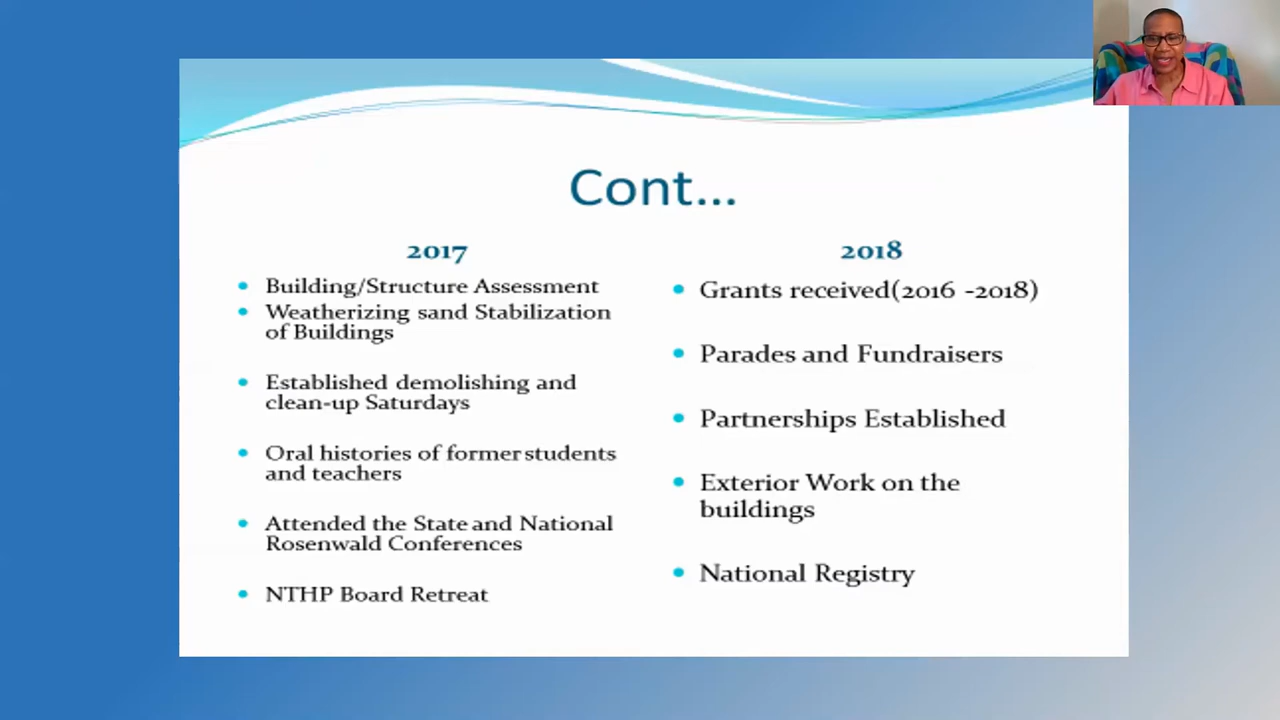 Cont...
2017
Building/Structure Assessment
Weatherizing sand Stabilization
of Buildings
Established demolishing and
clean-up Saturdays
Oral histories of former students
and teachers
Attended the State and National
Rosenwald Conferences
NTHP Board Retreat
2018
Grants received(2016 -2018)
Parades and Fundraisers
Partnerships Established
Exterior Work on the
buildings
National Registry